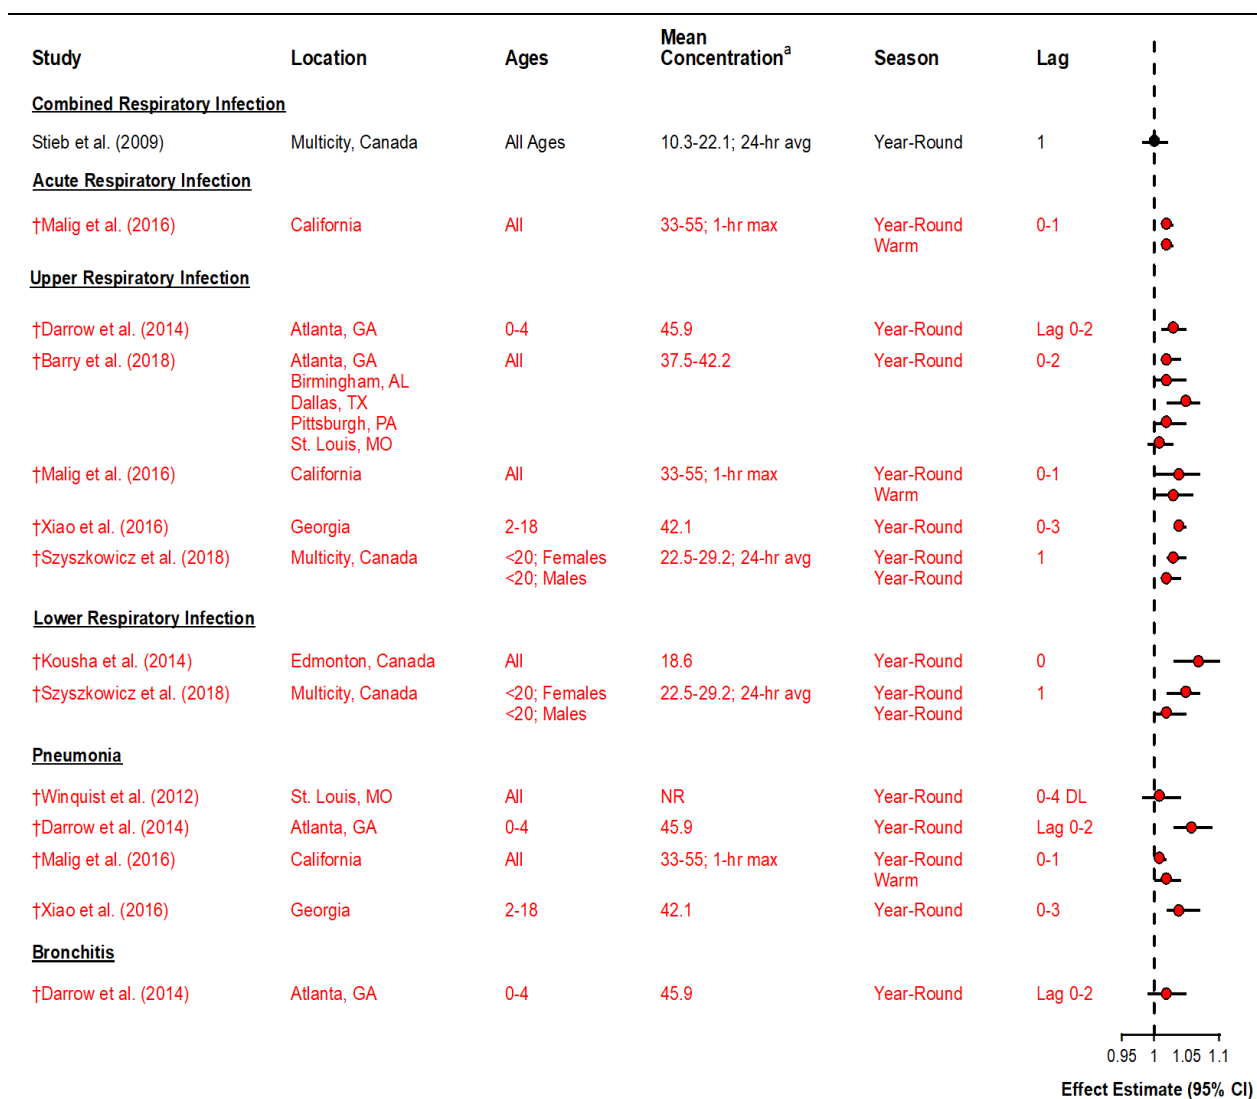 Study Location Ages Mean Concentrationa Season Lag
Combined Respiratory Infection
Stieb et al. (2009) Multicity, Canada All Ages 10.3-22.1; 24-hr avg Year-Round 1
Acute Respiratory Infection
†Malig et al. (2016) California All 33-55; 1-hr max Year-Round 0-1
Warm
Upper Respiratory Infection
†Darrow et al. (2014) Atlanta, GA 0-4 45.9 Year-Round Lag 0-2
†Barry et al. (2018) Atlanta, GA All 37.5-42.2 Year-Round 0-2
Birmingham, AL
Dallas, TX
Pittsburgh, PA
St. Louis, MO
†Malig et al. (2016) California All 33-55; 1-hr max Year-Round 0-1
Warm
†Xiao et al. (2016) Georgia 2-18 42.1 Year-Round 0-3
†Szyszkowicz et al. (2018) Multicity, Canada <20; Females 22.5-29.2; 24-hr avg Year-Round 1
<20; Males Year-Round
Lower Respiratory Infection
†Kousha et al. (2014) Edmonton, Canada All 18.6 Year-Round 0
†Szyszkowicz et al. (2018) Multicity, Canada <20; Females 22.5-29.2; 24-hr avg Year-Round 1
<20; Males Year-Round
Pneumonia
†Winquist et al. (2012) St. Louis, MO All NR Year-Round 0-4 DL
†Darrow et al. (2014) Atlanta, GA 0-4 45.9 Year-Round Lag 0-2
†Malig et al. (2016) California All 33-55; 1-hr max Year-Round 0-1
Warm
†Xiao et al. (2016) Georgia 2-18 42.1 Year-Round 0-3
Bronchitis
†Darrow et al. (2014) Atlanta, GA 0-4 45.9 Year-Round Lag 0-2
0.95 1 1.05 1.1
Effect Estimate (95% CI)